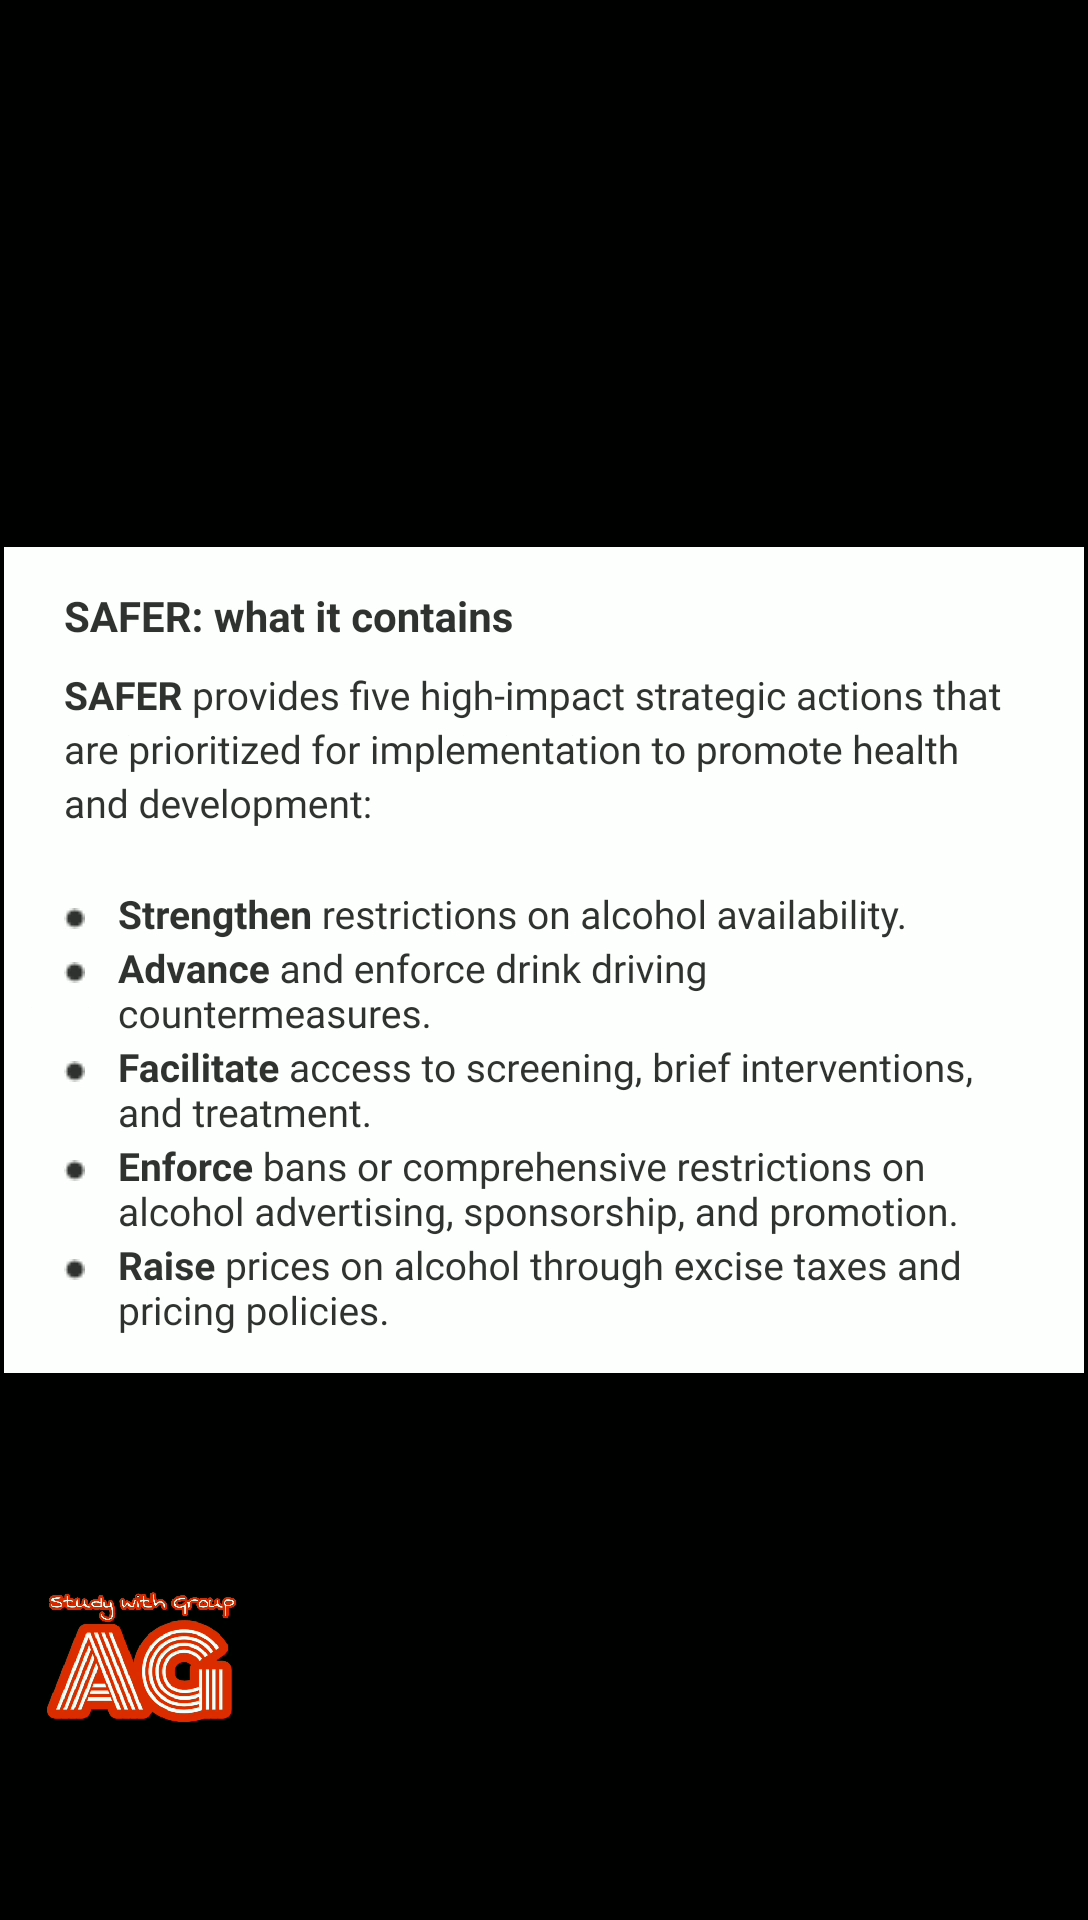 SAFER: what it contains
SAFER provides five high-impact strategic actions that
are prioritized for implementation to promote health
and development:
Strengthen restrictions on alcohol availability.
Advance and enforce drink driving
countermeasures.
Facilitate access to screening, brief interventions,
and treatment.
Enforce bans or comprehensive restrictions on
alcohol advertising, sponsorship, and promotion.
Raise prices on alcohol through excise taxes and
pricing policies.
Study with Group
AG